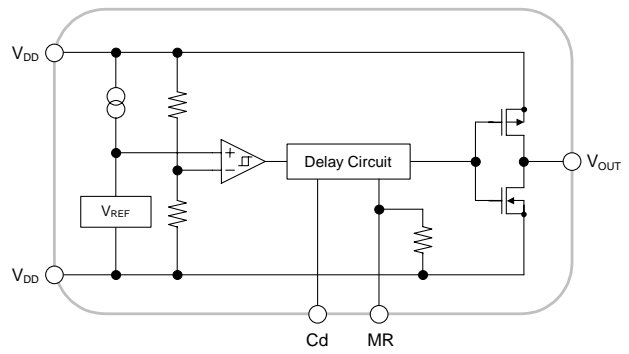 VDD
+
−
Delay Circuit
VOUT
VREF
VDD
Cd
MR